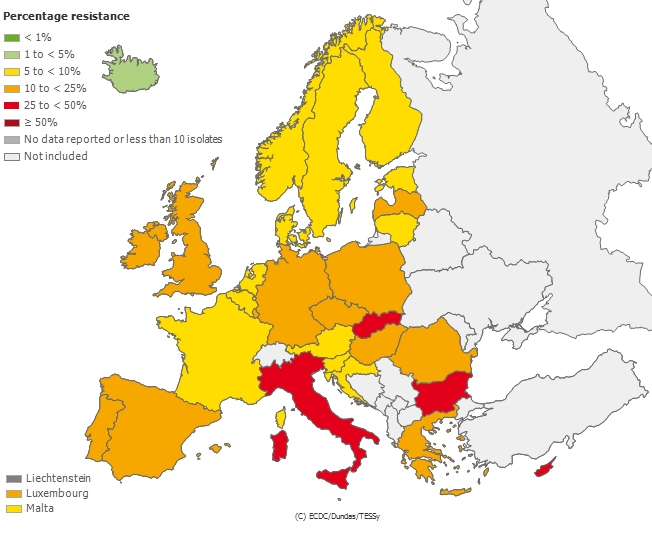 Percentage resistance
< 1%
1 to < 5%
5 to < 10%
10 to < 25%
25 to < 50%
≥ 50%
No data reported or less than 10 isolates
Not included
Liechtenstein
Luxembourg
Malta
(C) ECDC/Dundas/TESSy